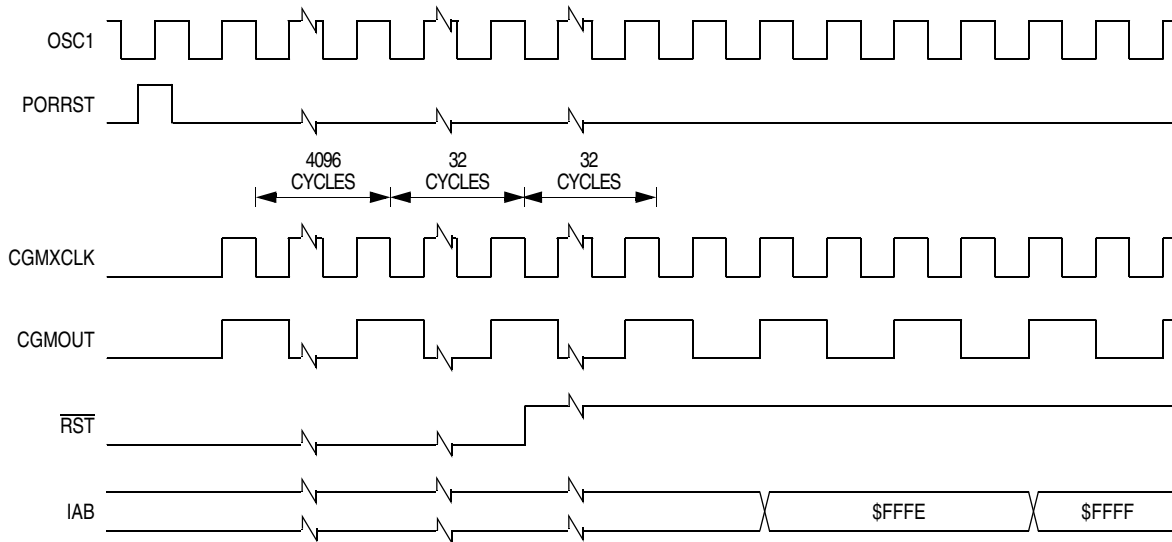 OSC1
PORRST
4096
CYCLES
32
CYCLES
32
CYCLES
CGMXCLK
CGMOUT
RST
IAB
$FFFE
$FFFF